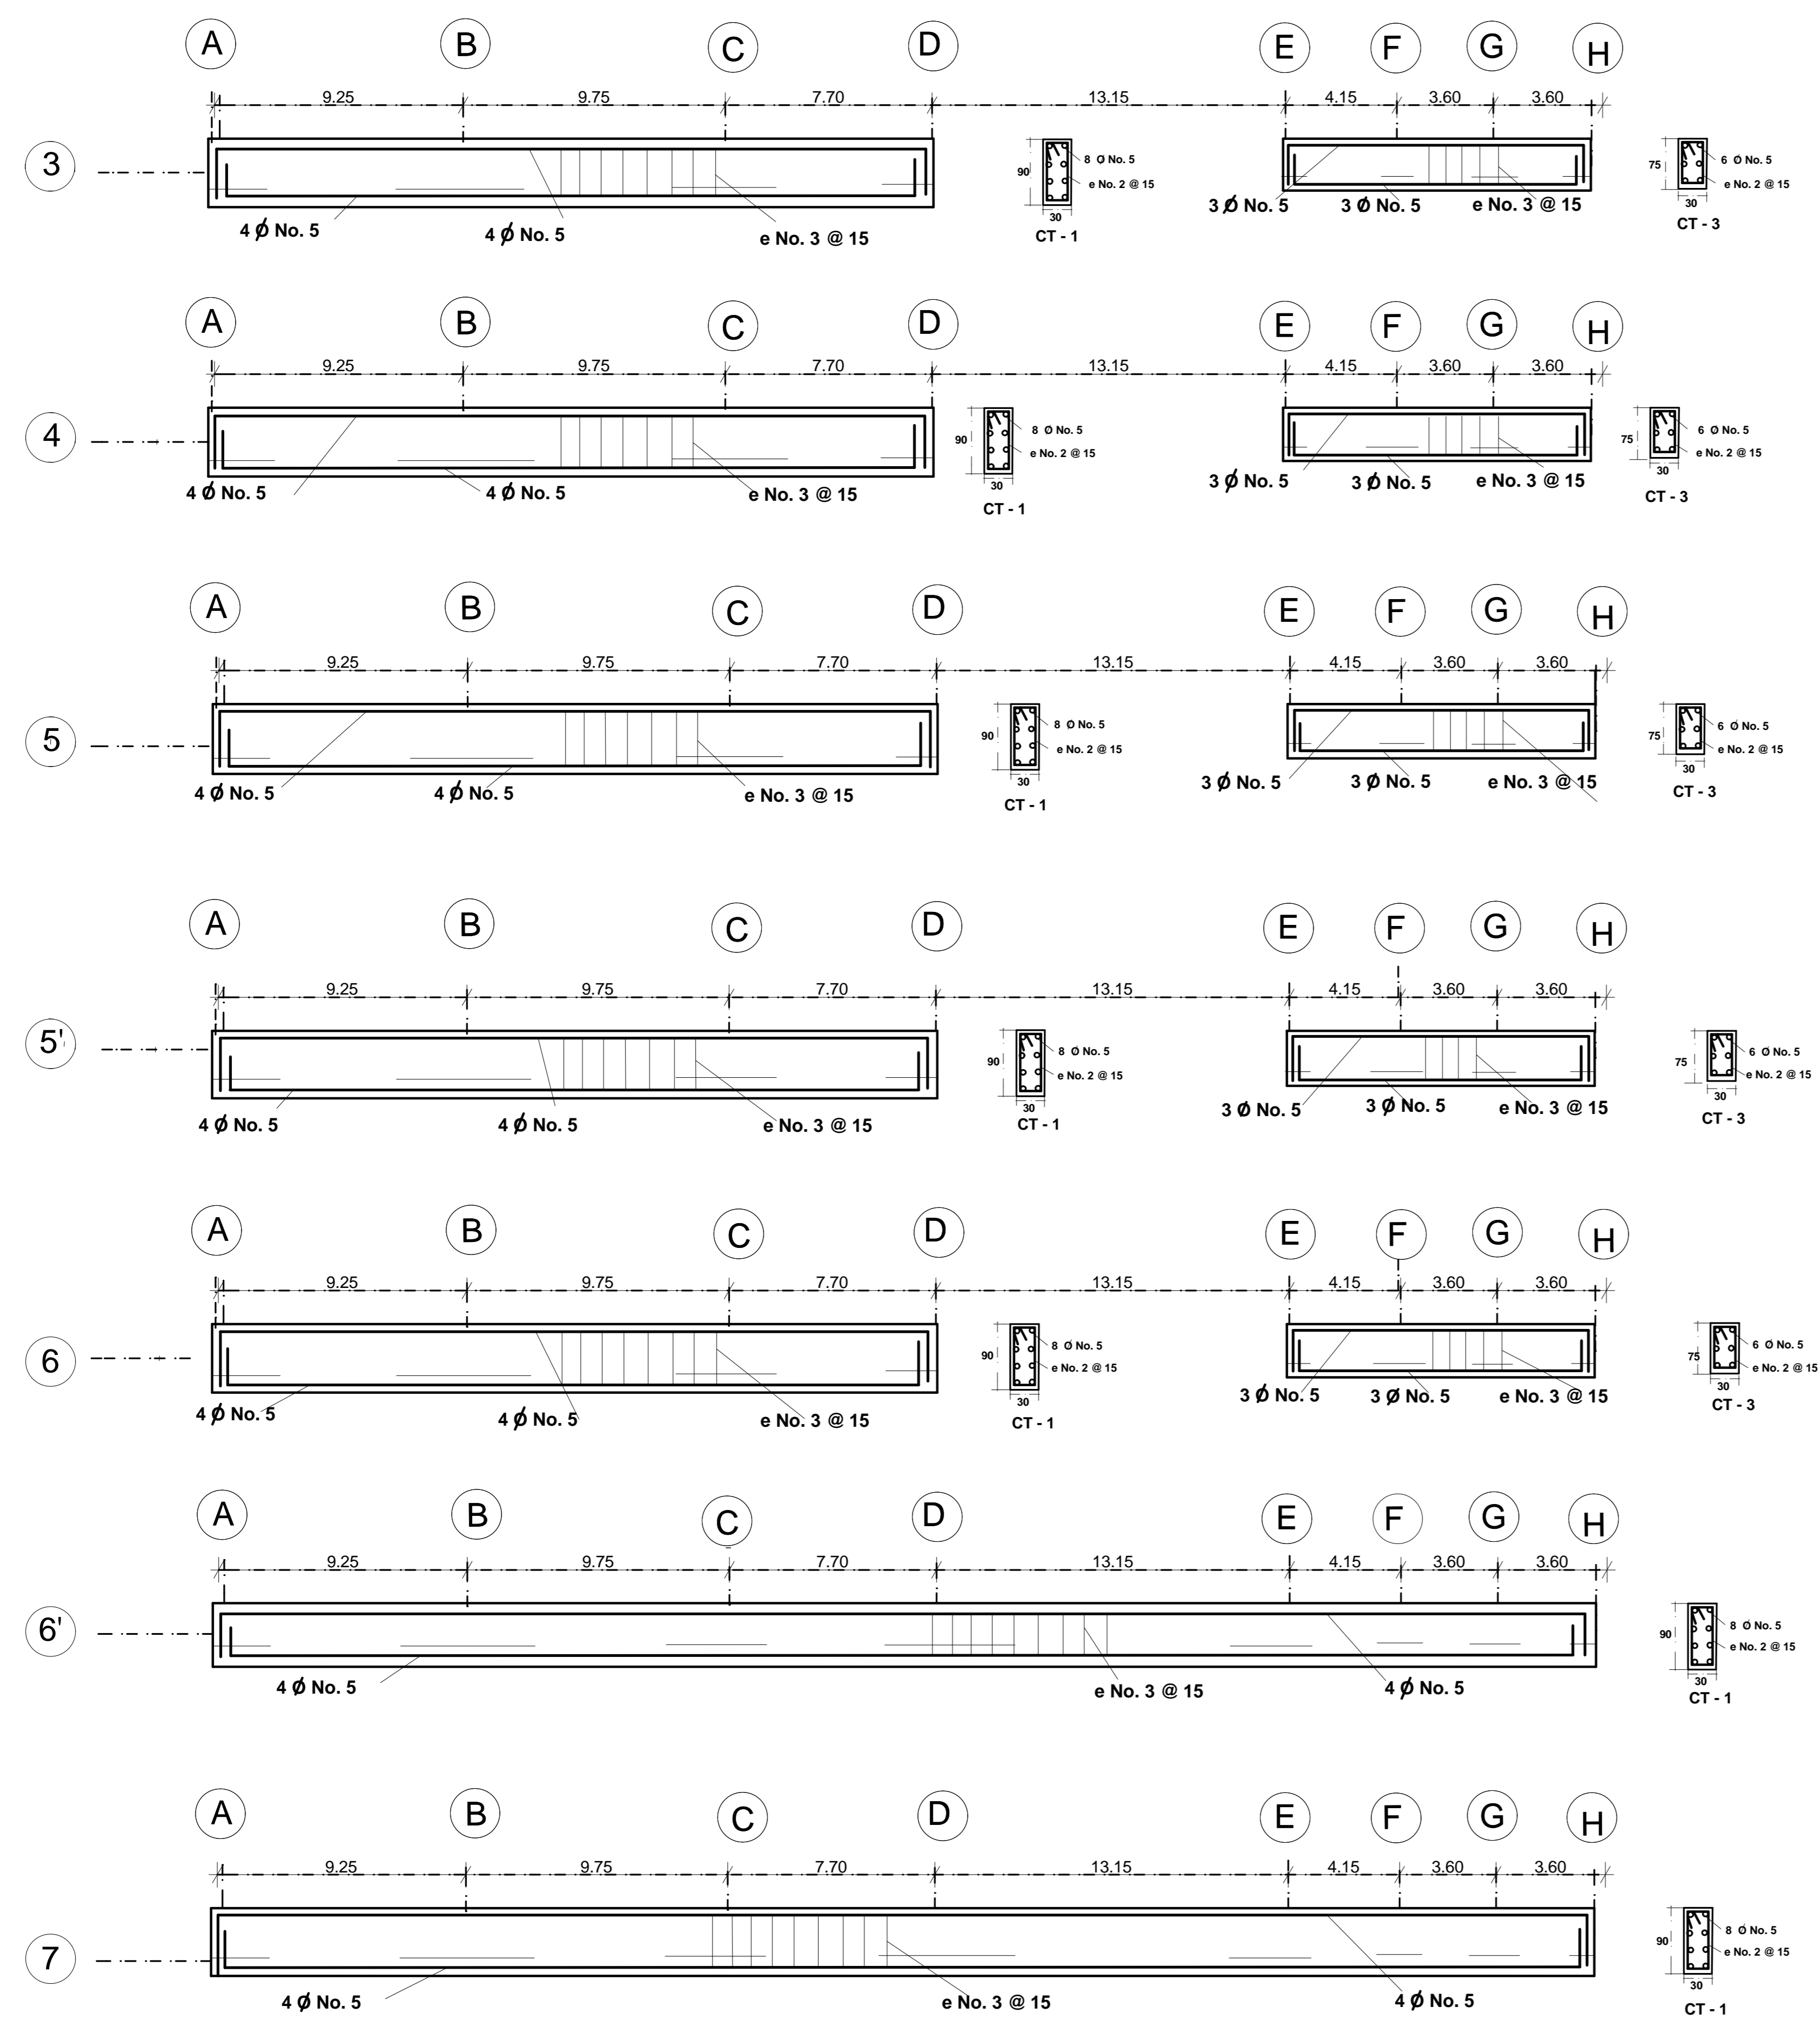 A B C D E F G H
9.25 9.75 7.70 13.15 4.15 3.60 3.60
3
90
8 Ø No. 5
e No. 2 @ 15
30
CT - 1
75
6 Ø No. 5
e No. 2 @ 15
30
CT - 3
4 Ø No. 5 4 Ø No. 5 e No. 3 @ 15 3 Ø No. 5 3 Ø No. 5 e No. 3 @ 15
A B C D E F G H
9.25 9.75 7.70 13.15 4.15 3.60 3.60
4
90
8 Ø No. 5
e No. 2 @ 15
30
CT - 1
75
6 Ø No. 5
e No. 2 @ 15
30
CT - 3
4 Ø No. 5 4 Ø No. 5 e No. 3 @ 15 3 Ø No. 5 3 Ø No. 5 e No. 3 @ 15
A B C D E F G H
9.25 9.75 7.70 13.15 4.15 3.60 3.60
5
90
8 Ø No. 5
e No. 2 @ 15
30
CT - 1
75
6 Ø No. 5
e No. 2 @ 15
30
CT - 3
4 Ø No. 5 4 Ø No. 5 e No. 3 @ 15 3 Ø No. 5 3 Ø No. 5 e No. 3 @ 15
A B C D E F G H
9.25 9.75 7.70 13.15 4.15 3.60 3.60
5'
90
8 Ø No. 5
e No. 2 @ 15
30
CT - 1
75
6 Ø No. 5
e No. 2 @ 15
30
CT - 3
4 Ø No. 5 4 Ø No. 5 e No. 3 @ 15 3 Ø No. 5 3 Ø No. 5 e No. 3 @ 15
A B C D E F G H
9.25 9.75 7.70 13.15 4.15 3.60 3.60
6
90
8 Ø No. 5
e No. 2 @ 15
30
CT - 1
75
6 Ø No. 5
e No. 2 @ 15
30
CT - 3
4 Ø No. 5 4 Ø No. 5 e No. 3 @ 15 3 Ø No. 5 3 Ø No. 5 e No. 3 @ 15
A B C D E F G H
9.25 9.75 7.70 13.15 4.15 3.60 3.60
6'
90
8 Ø No. 5
e No. 2 @ 15
30
CT - 1
4 Ø No. 5 e No. 3 @ 15 4 Ø No. 5
A B C D E F G H
9.25 9.75 7.70 13.15 4.15 3.60 3.60
7
90
8 Ø No. 5
e No. 2 @ 15
30
CT - 1
4 Ø No. 5 e No. 3 @ 15 4 Ø No. 5